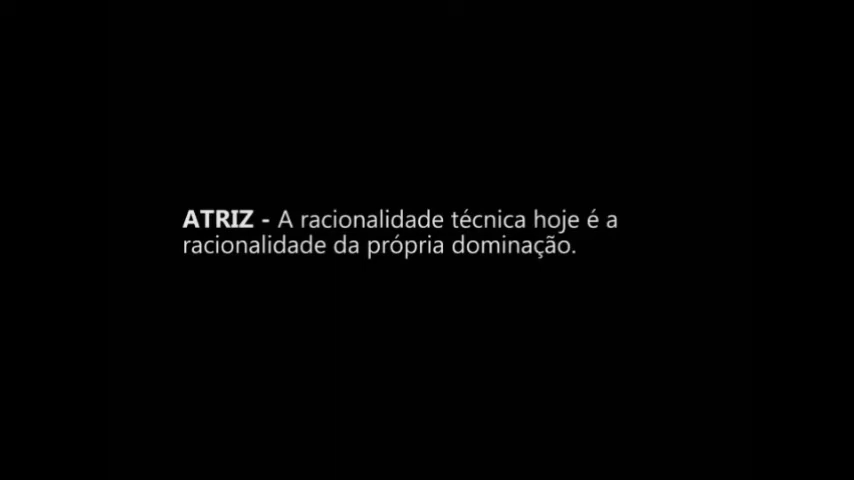 ATRIZ - A racionalidade técnica hoje é a
racionalidade da própria dominação.